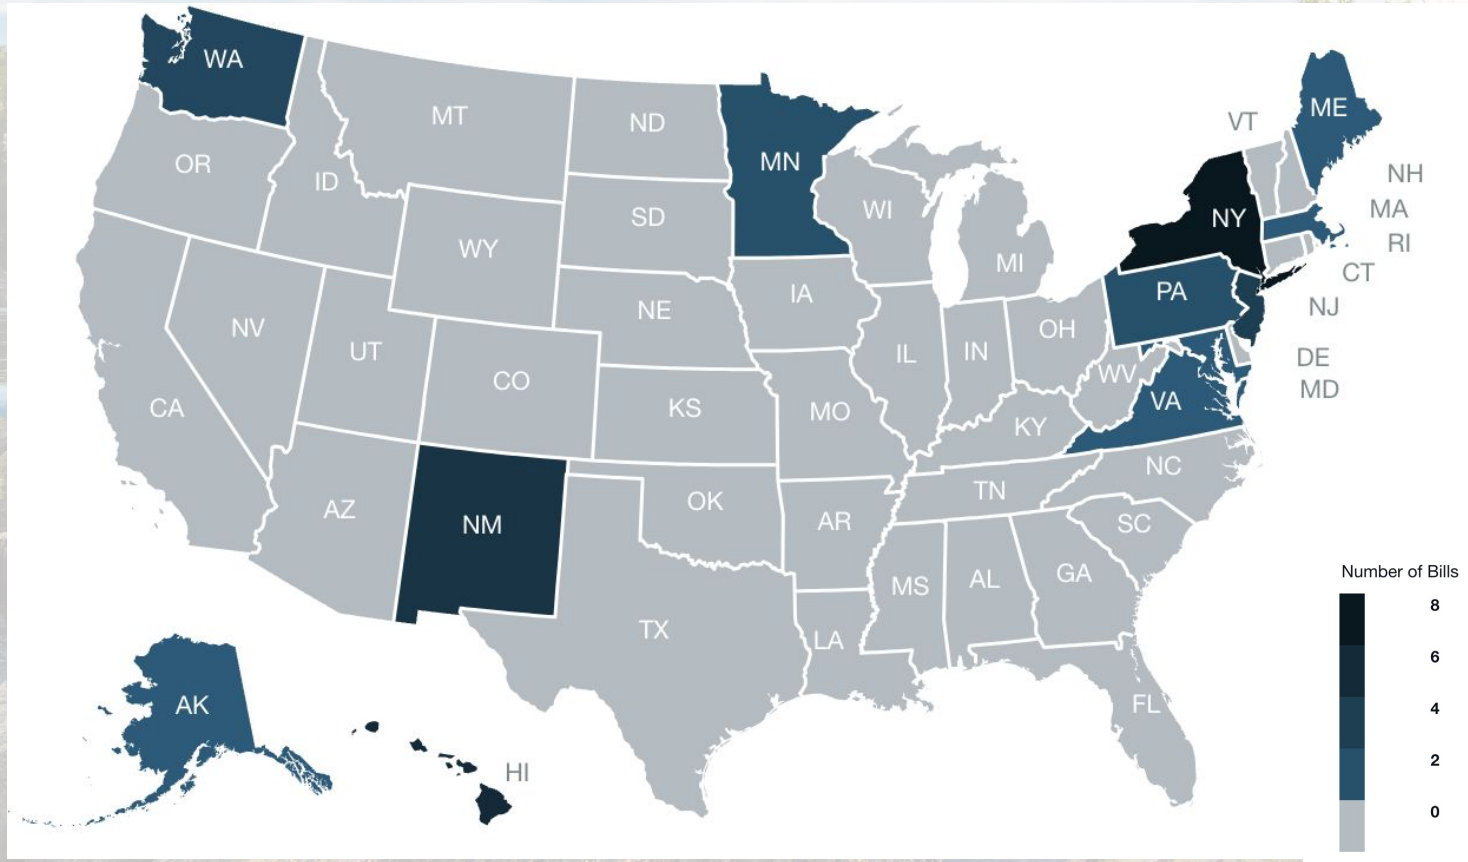 WA
MT
ND
MN
ME
VT
OR
ID
SD
WI
NY
NH
MA
RI
WY
MI
CT
IA
PA
NJ
NV
NE
UT
OH
IL
IN
DE
CO
WV
MD
CA
KS
MO
VA
KY
NC
TN
AZ
OK
AR
SC
NM
MS
AL
GA
TX
LA
FL
AK
HI
Number of Bills
8
6
4
2
0